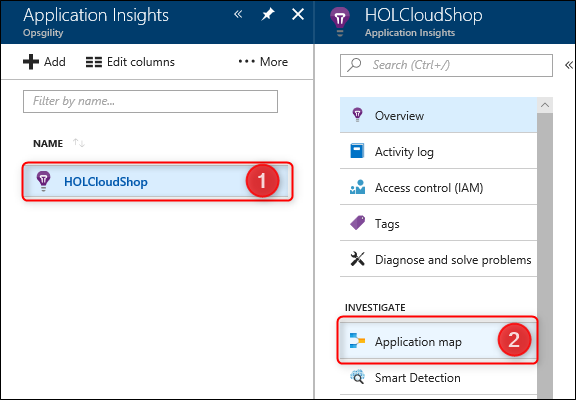 Application Insights
Opsgility
Add
Edit columns
More
Filter by name...
NAME
HOLCloudShop
1
HOLCloudShop
Application Insights
Search (Ctrl+/)
Overview
Activity log
Access control (IAM)
Tags
Diagnose and solve problems
INVESTIGATE
Application map
2
Smart Detection